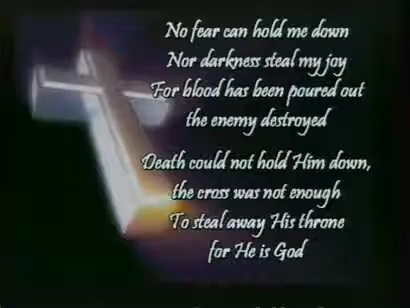 No fear can hold me down
Nor darkness steal my joy
For blood has been poured out
the enemy destroyed
Death could not hold Him down,
the cross was not enough
To steal away His throne
for He is God